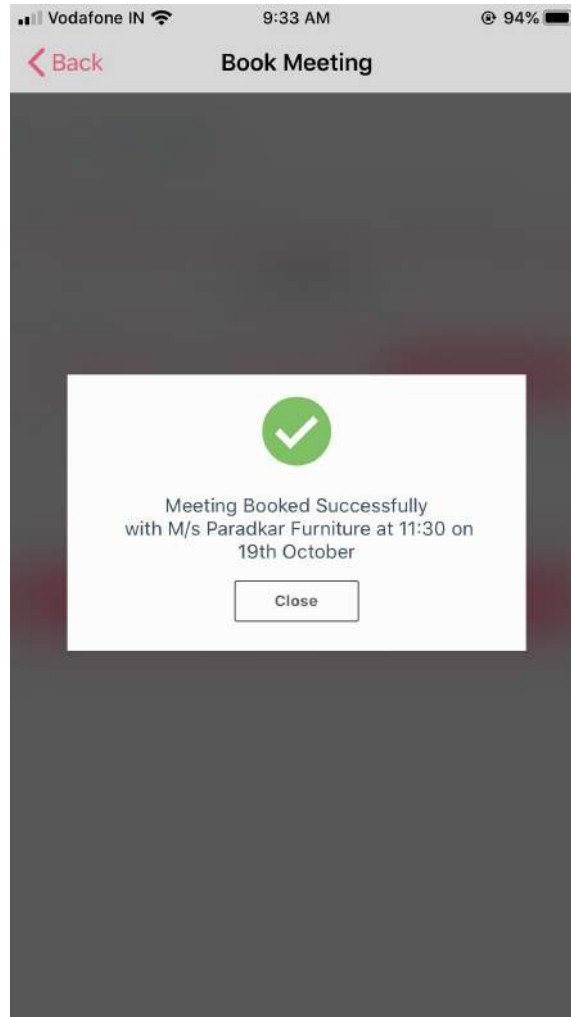 Vodafone IN 9:33 AM 94%
Back Book Meeting
Meeting Booked Successfully
with M/s Paradkar Furniture at 11:30 on
19th October
Close